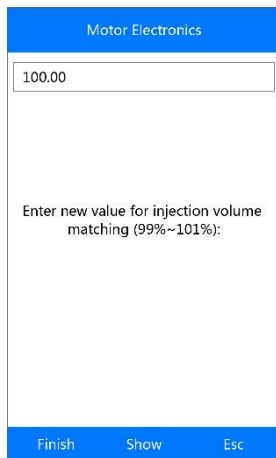 Motor Electronics
100.00
Enter new value for injection volume
matching (99%~101%):
Finish Show Esc